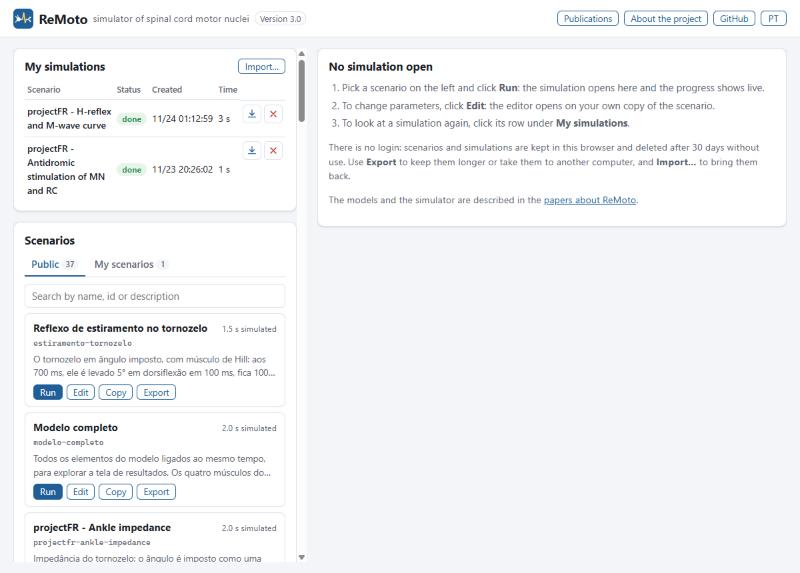 ReMoto simulator of spinal cord motor nuclei Version 3.0
Publications About the project GitHub PT
My simulations Import...
Scenario Status Created Time
projectFR - H-reflex and M-wave curve done 11/24 01:12:59 3 s
projectFR - Antidromic stimulation of MN and RC done 11/23 20:26:02 1 s
Scenarios
Public 37 My scenarios 1
Search by name, id or description
Reflexo de estiramento no tornozelo 1.5 s simulated
estiramento-tornozelo
O tornozelo em ângulo imposto, com músculo de Hill: aos
700 ms, ele é levado 5° em dorsiflexão em 100 ms, fica 100...
Run Edit Copy Export
Modelo completo 2.0 s simulated
modelo-completo
Todos os elementos do modelo ligados ao mesmo tempo,
para explorar a tela de resultados. Os quatro músculos do...
Run Edit Copy Export
projectFR - Ankle impedance 2.0 s simulated
projectfr-ankle-impedance
Impedância do tornozelo: o ângulo é imposto como uma
No simulation open
1. Pick a scenario on the left and click Run: the simulation opens here and the progress shows live.
2. To change parameters, click Edit: the editor opens on your own copy of the scenario.
3. To look at a simulation again, click its row under My simulations.
There is no login: scenarios and simulations are kept in this browser and deleted after 30 days without
use. Use Export to keep them longer or take them to another computer, and Import... to bring them
back.
The models and the simulator are described in the papers about ReMoto.